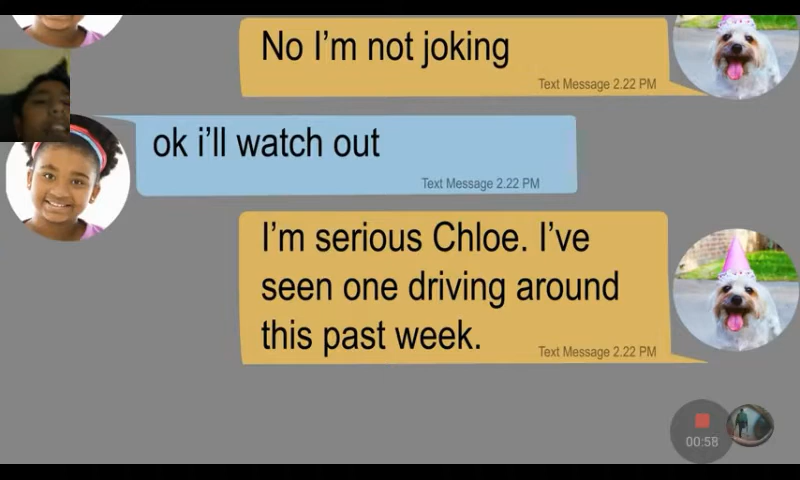 No I'm not joking
Text Message 2.22 PM
ok i'll watch out
Text Message 2.22 PM
I'm serious Chloe. I've
seen one driving around
this past week.
Text Message 2.22 PM
00:58